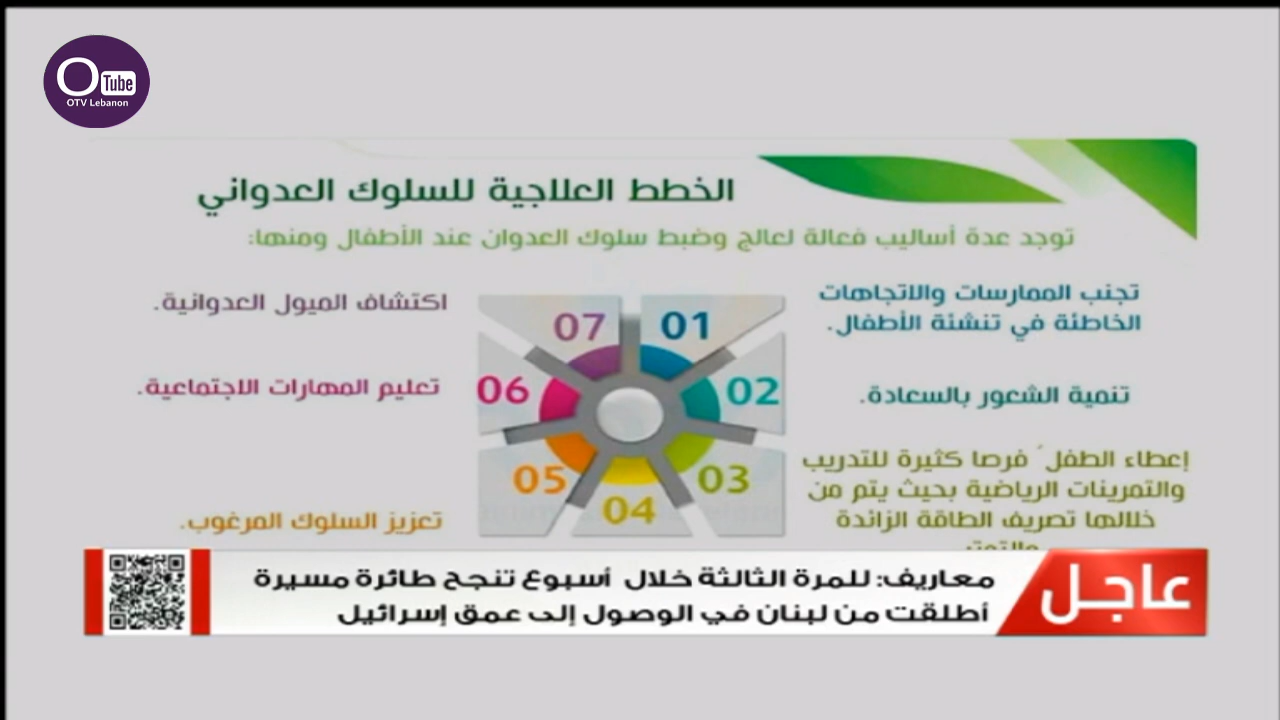 O Tube
OTV Lebanon
الخطط العلاجية للسلوك العدواني
توجد عدة أساليب فعالة لعالج وضبط سلوك العدوان عند الأطفال ومنها:
01
تجنب الممارسات والاتجاهات
الخاطئة في تنشئة الأطفال.
02
تنمية الشعور بالسعادة.
03
إعطاء الطفل ً فرصا كثيرة للتدريب
والتمرينات الرياضية بحيث يتم من
خلالها تصريف الطاقة الزائدة
04
05
تعزيز السلوك المرغوب.
06
تعليم المهارات الاجتماعية.
07
اكتشاف الميول العدوانية.
عاجل
معاريف: للمرة الثالثة خلال أسبوع تنجح طائرة مسيرة
أطلقت من لبنان في الوصول إلى عمق إسرائيل